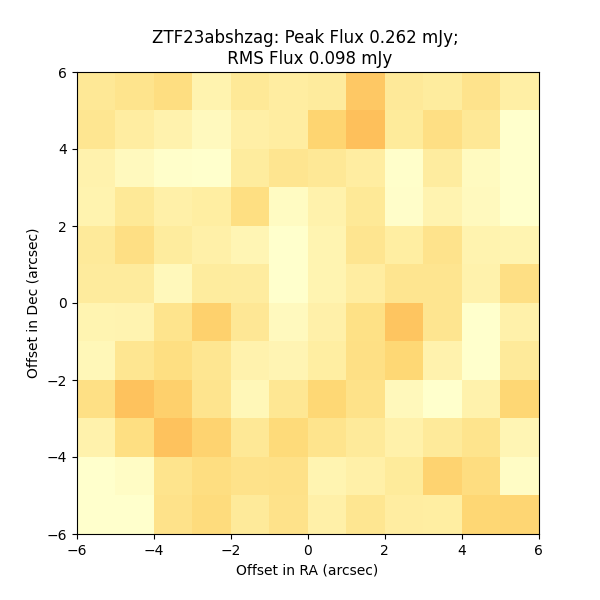 ZTF23abshzag: Peak Flux 0.262 mJy;
RMS Flux 0.098 mJy
6
4
2
0
−2
−4
−6
Offset in Dec (arcsec)
−6 −4 −2 0 2 4 6
Offset in RA (arcsec)